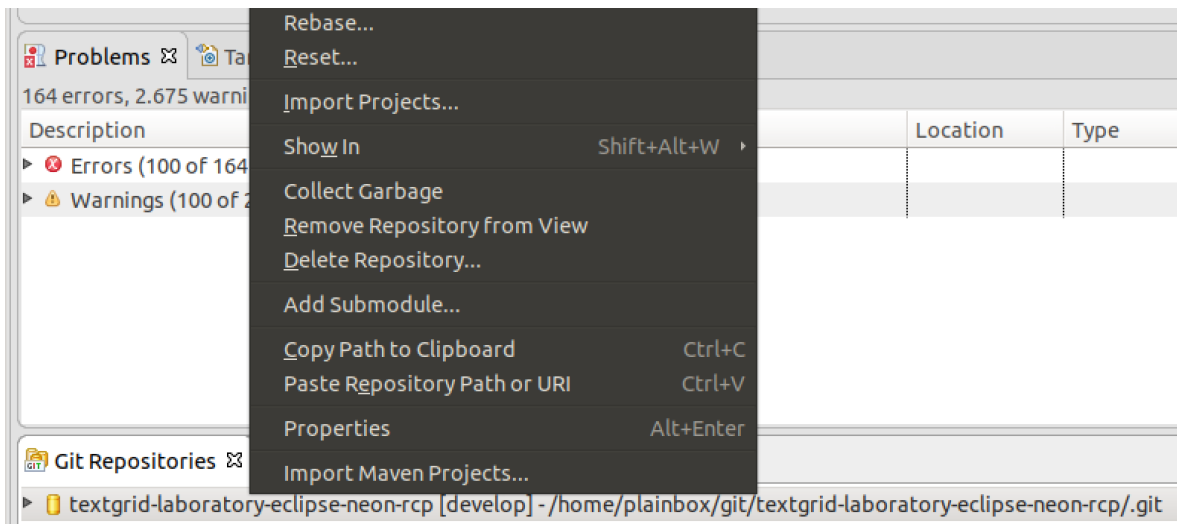 Rebase...
Problems Ta
Reset...
164 errors, 2.675 warni
Import Projects...
Description Location Type
Show In Shift+Alt+W
Errors (100 of 164
Collect Garbage
Warnings (100 of 2
Remove Repository from View
Delete Repository...
Add Submodule...
Copy Path to Clipboard Ctrl+C
Paste Repository Path or URI Ctrl+V
Properties Alt+Enter
GIT Git Repositories
Import Maven Projects...
textgrid-laboratory-eclipse-neon-rcp [develop] - /home/plainbox/git/textgrid-laboratory-eclipse-neon-rcp/.git